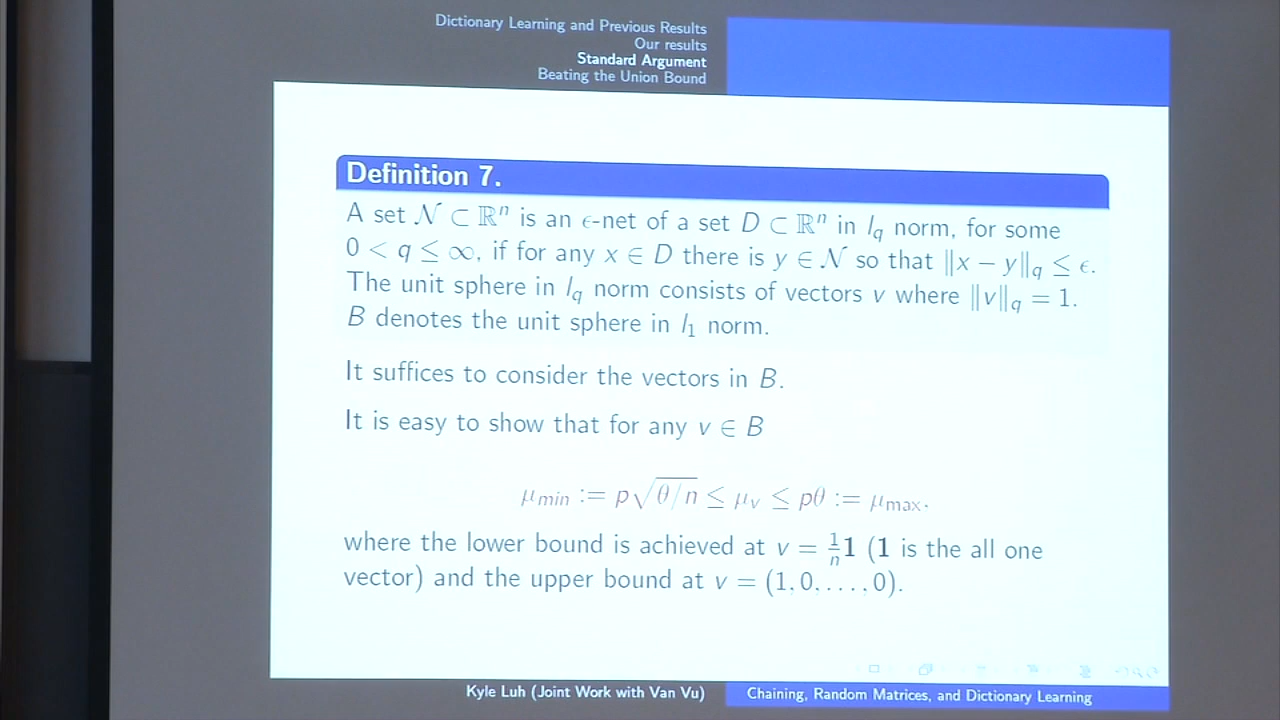 Dictionary Learning and Previous Results
Our results
Standard Argument
Beating the Union Bound
Definition 7.
A set 𝒩 ⊂ ℝⁿ is an ϵ-net of a set D ⊂ ℝⁿ in l_q norm, for some
0 < q ≤ ∞, if for any x ∈ D there is y ∈ 𝒩 so that ‖x − y‖_q ≤ ϵ.
The unit sphere in l_q norm consists of vectors v where ‖v‖_q = 1.
B denotes the unit sphere in l₁ norm.
It suffices to consider the vectors in B.
It is easy to show that for any v ∈ B
μ_min := p√(θ/n) ≤ μ_v ≤ pθ := μ_max.
where the lower bound is achieved at v = 1/n 𝟏 (𝟏 is the all one
vector) and the upper bound at v = (1, 0, . . . , 0).
Kyle Luh (Joint Work with Van Vu)
Chaining, Random Matrices, and Dictionary Learning